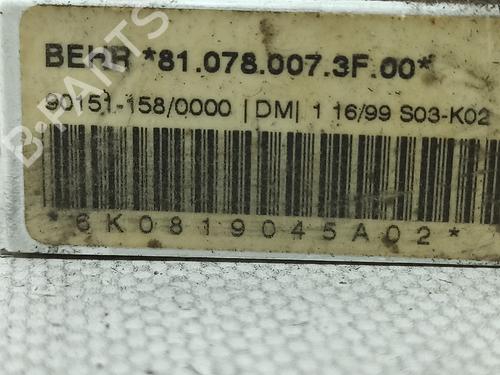 BEHR *81.078.007.3F.00*
90151-158/0000 |DM| 1 16/99 S03-K02
*6K0819045A02*
B-PARTS